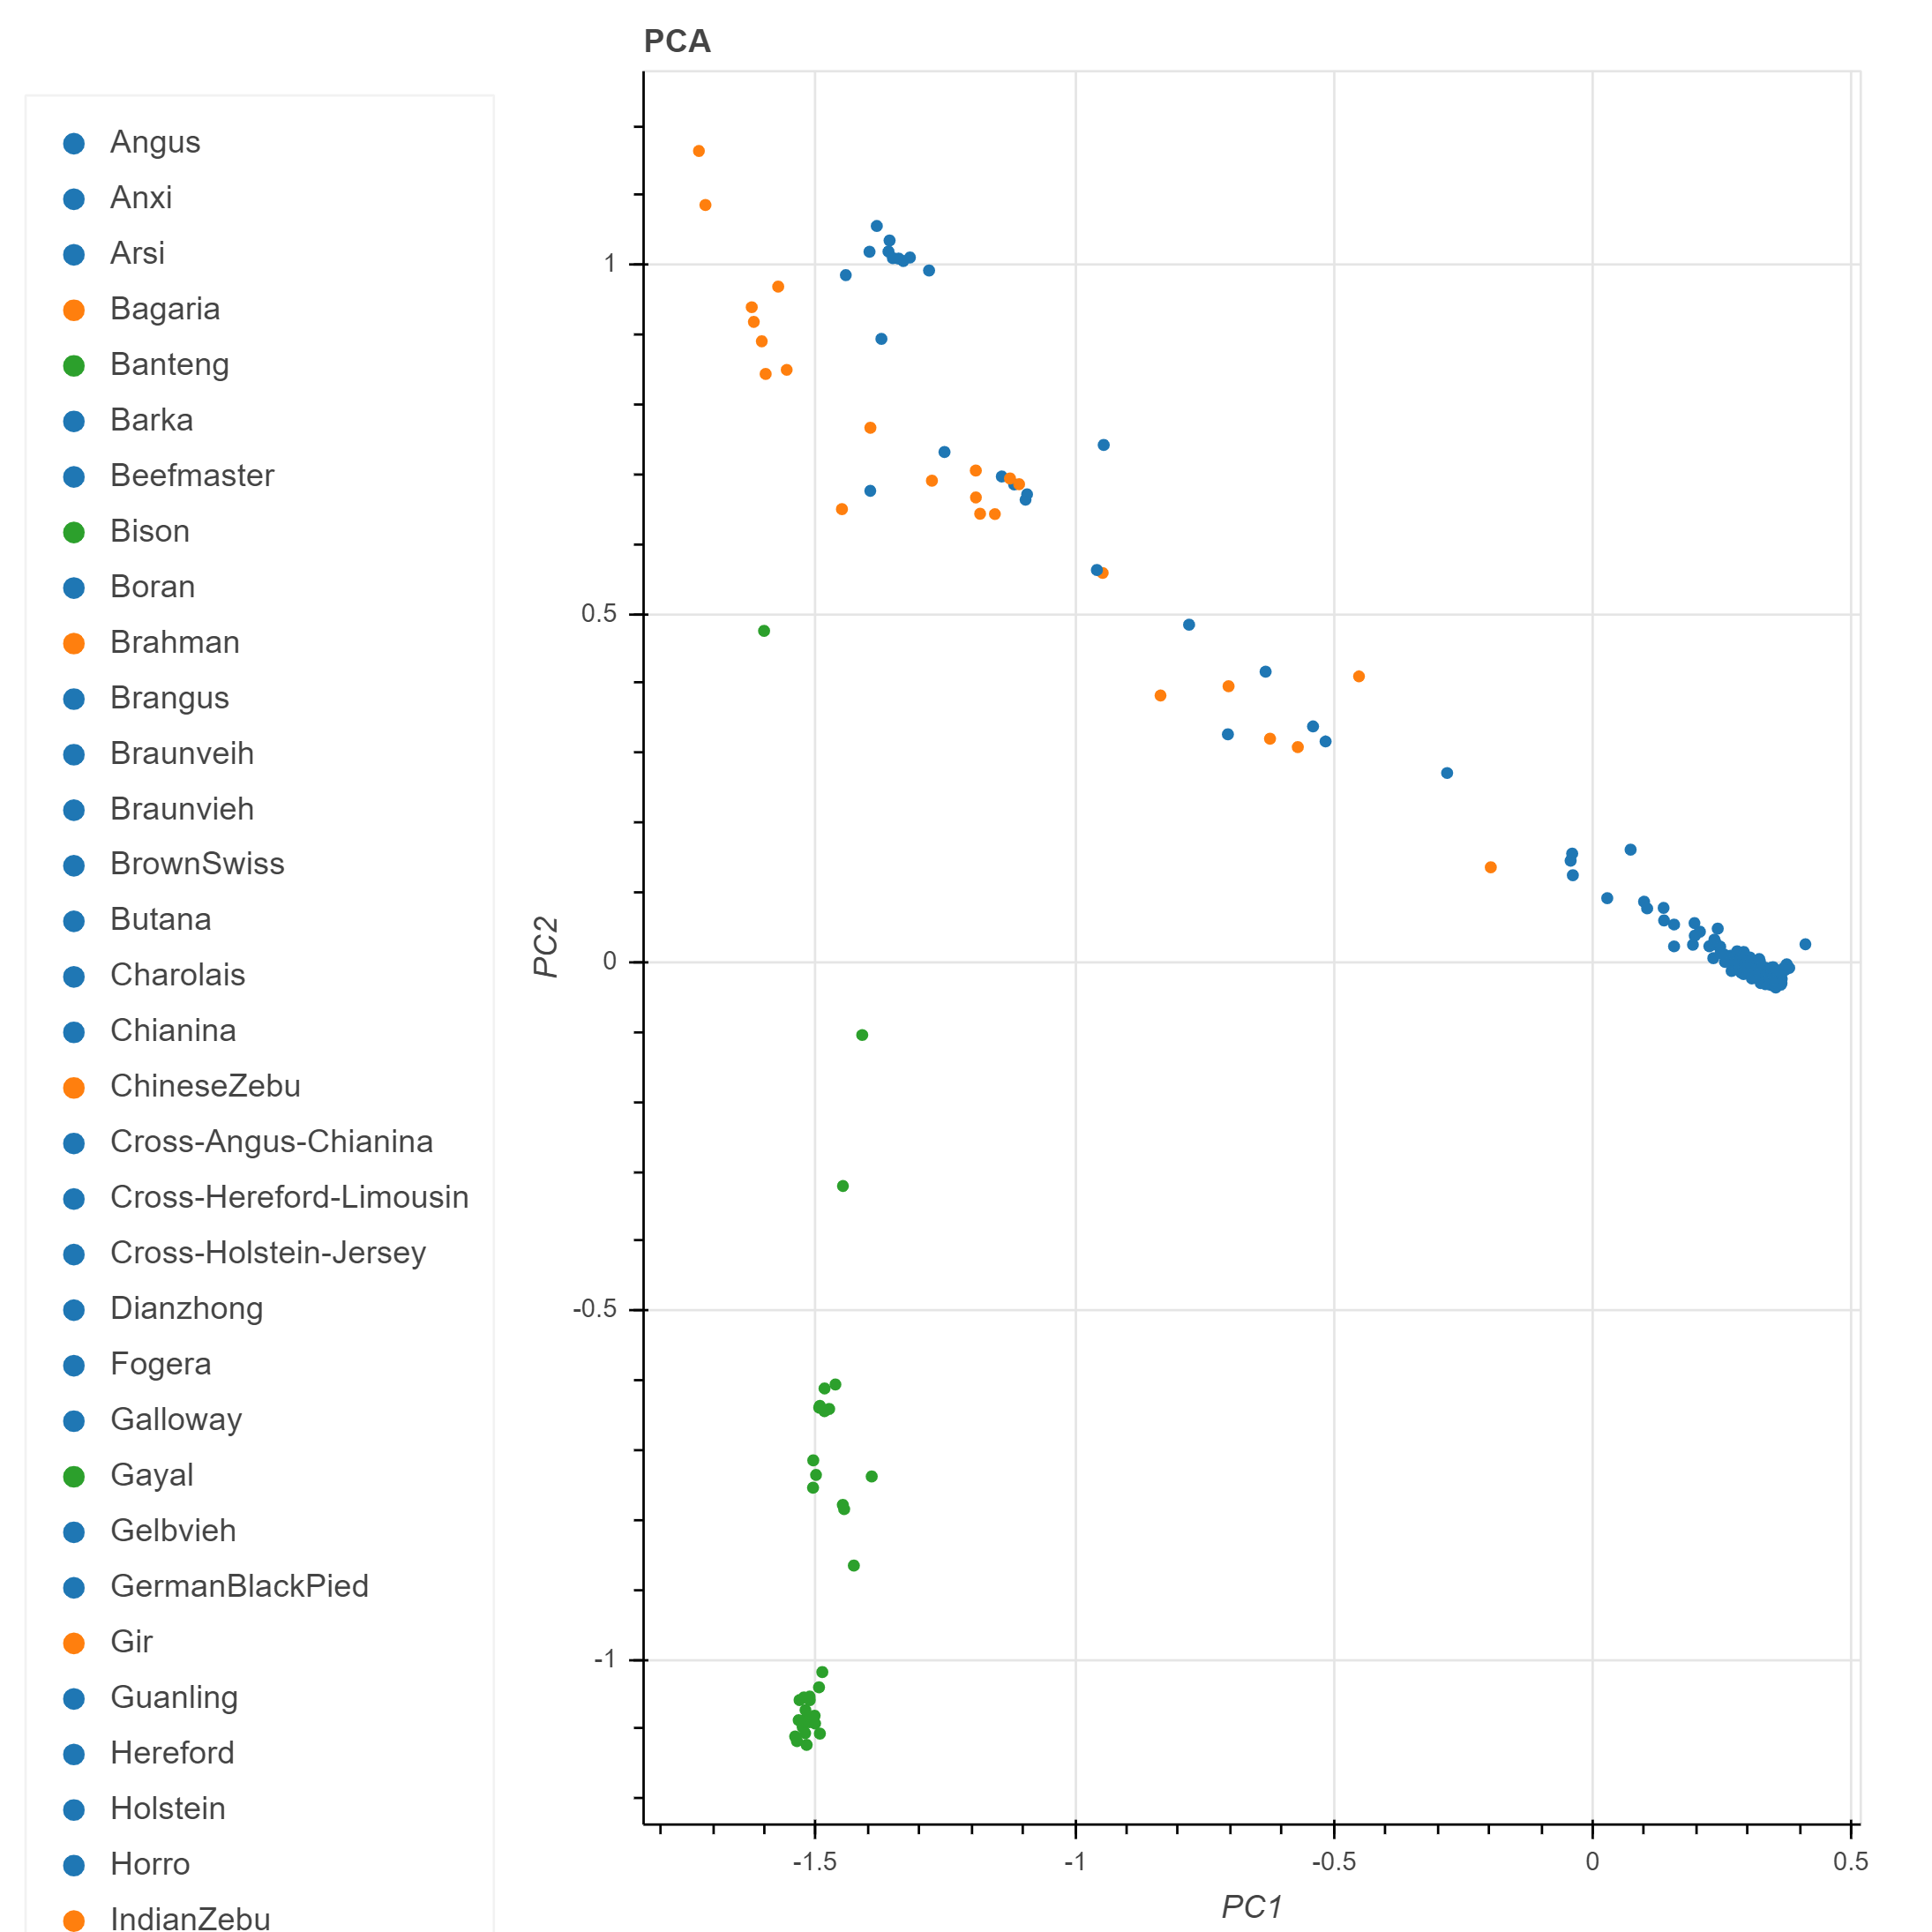 PCA
Angus
Anxi
Arsi
Bagaria
Banteng
Barka
Beefmaster
Bison
Boran
Brahman
Brangus
Braunveih
Braunvieh
BrownSwiss
Butana
Charolais
Chianina
ChineseZebu
Cross-Angus-Chianina
Cross-Hereford-Limousin
Cross-Holstein-Jersey
Dianzhong
Fogera
Galloway
Gayal
Gelbvieh
GermanBlackPied
Gir
Guanling
Hereford
Holstein
Horro
IndianZebu
PC2
1
0.5
0
-0.5
-1
-1.5
-1
-0.5
0
0.5
PC1